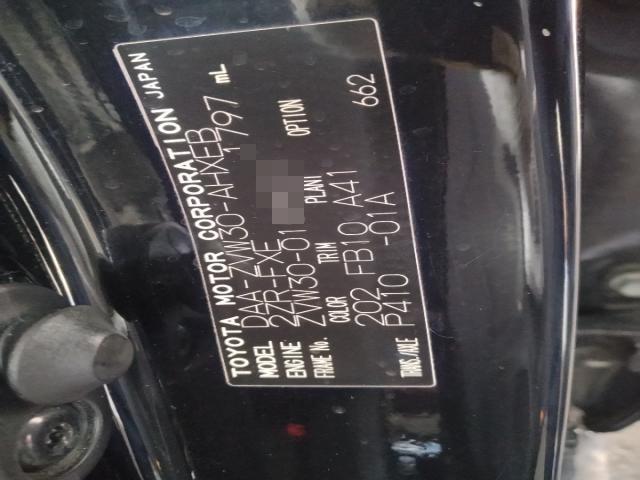 TOYOTA MOTOR CORPORATION JAPAN
MODEL DAA-ZVW30-AHXEB
ENGINE 2ZR-FXE 1797 mL
FRAME No. ZVW30-01
COLOR TRIM PLANT OPTION
202 FB10 A41 662
TRANS./AXLE P410 -01A